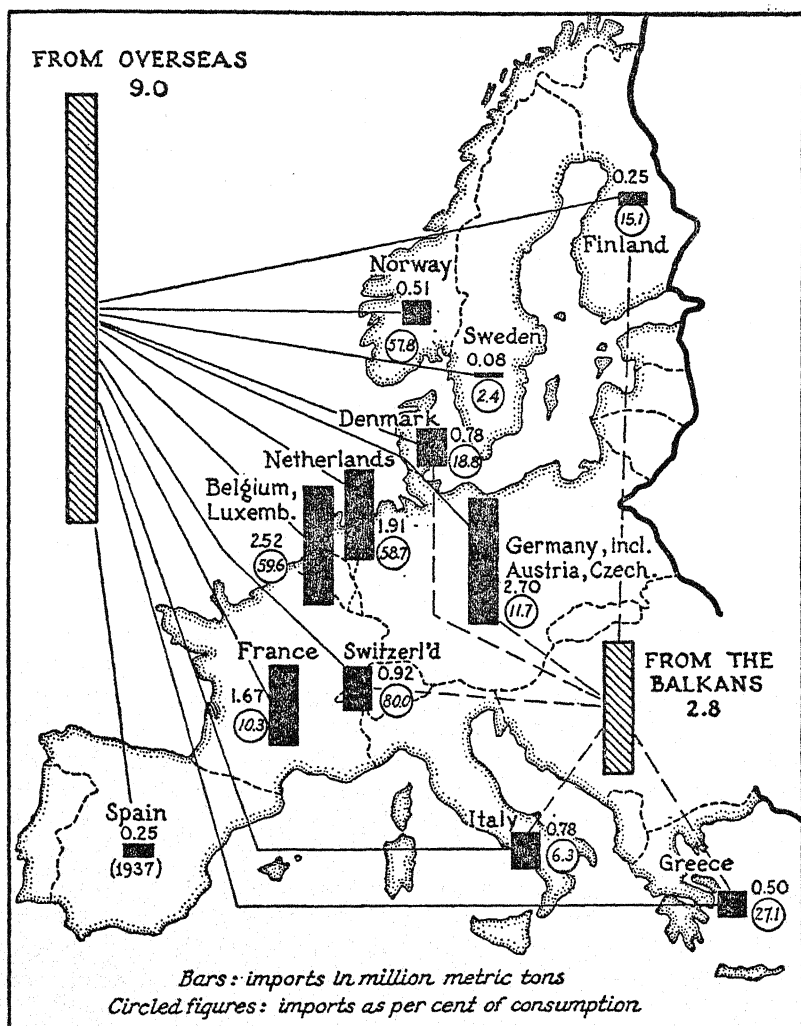 FROM OVERSEAS
9.0
0.25
15.1
Finland
Norway
0.51
57.8
Sweden
0.08
2.4
Denmark
0.78
18.8
Netherlands
1.91
58.7
Belgium,
Luxemb.
2.52
59.6
Germany, incl.
Austria, Czech.
2.70
11.7
France
1.67
10.3
Switzerl'd
0.92
80.0
FROM THE
BALKANS
2.8
Spain
0.25
(1937)
Italy
0.78
6.3
Greece
0.50
27.1
Bars: imports in million metric tons
Circled figures: imports as per cent of consumption